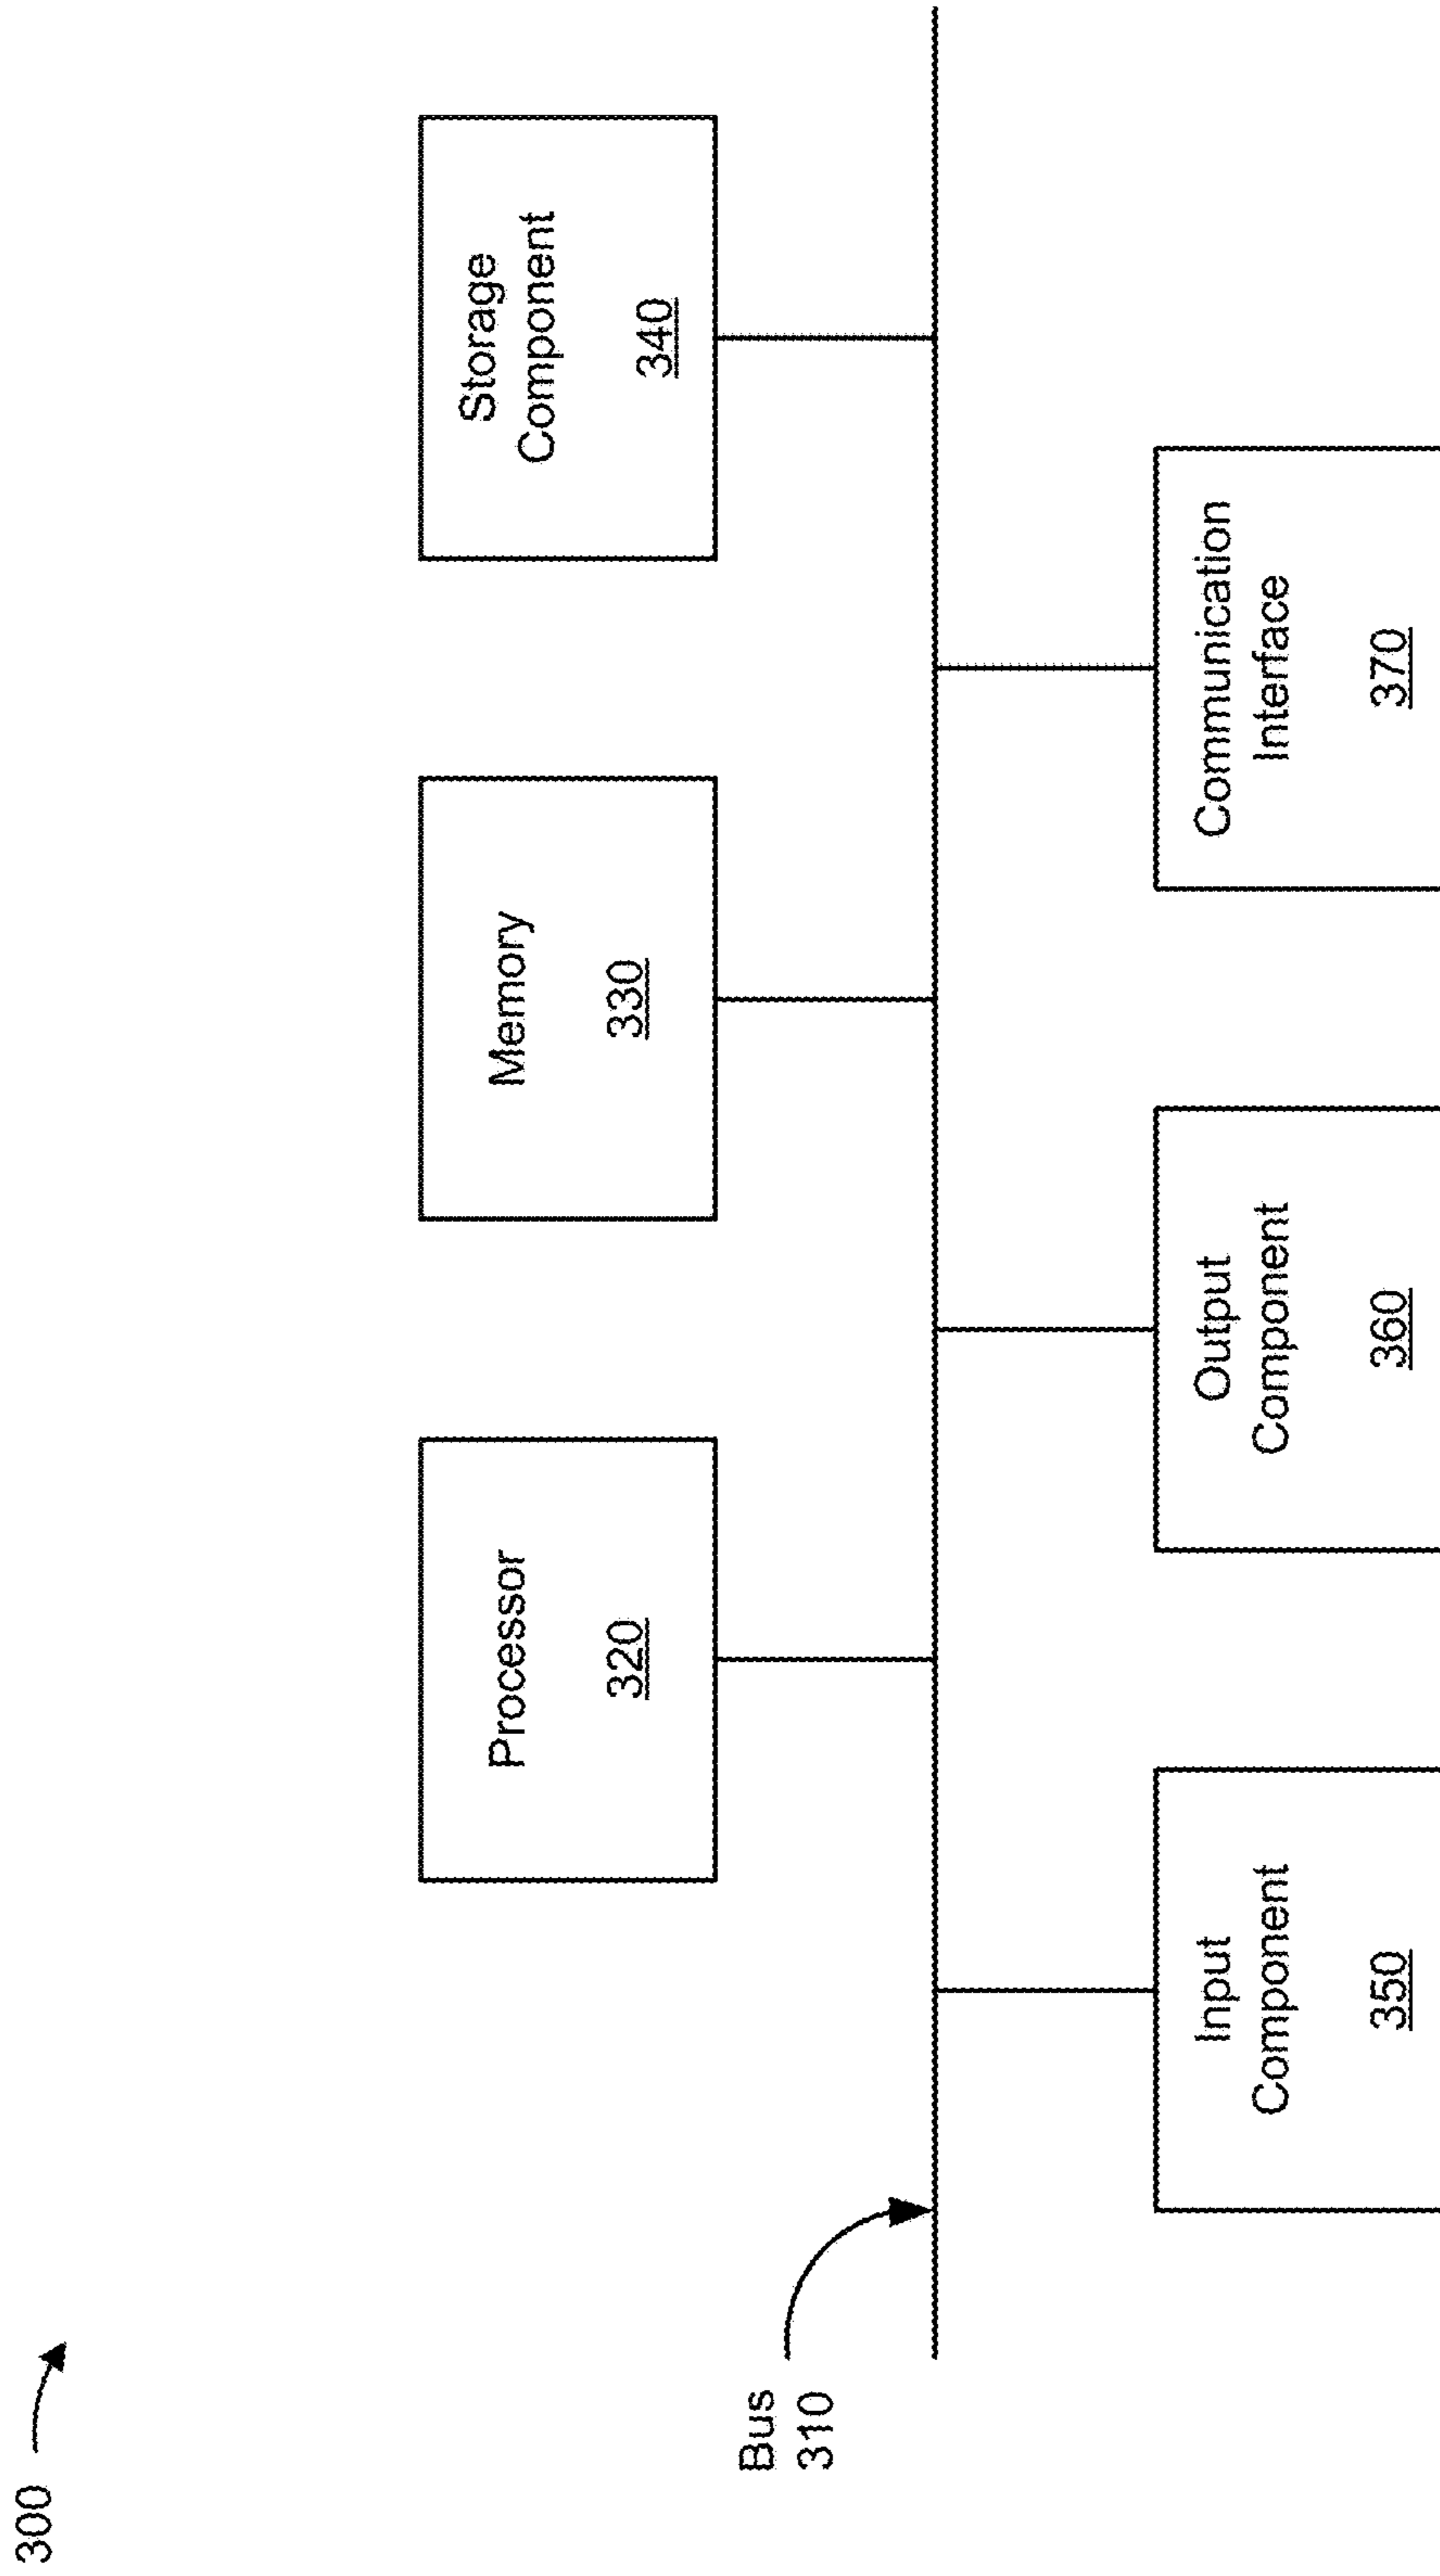 300
Processor
320
Memory
330
Storage
Component
340
Bus
310
Input
Component
350
Output
Component
360
Communication
Interface
370